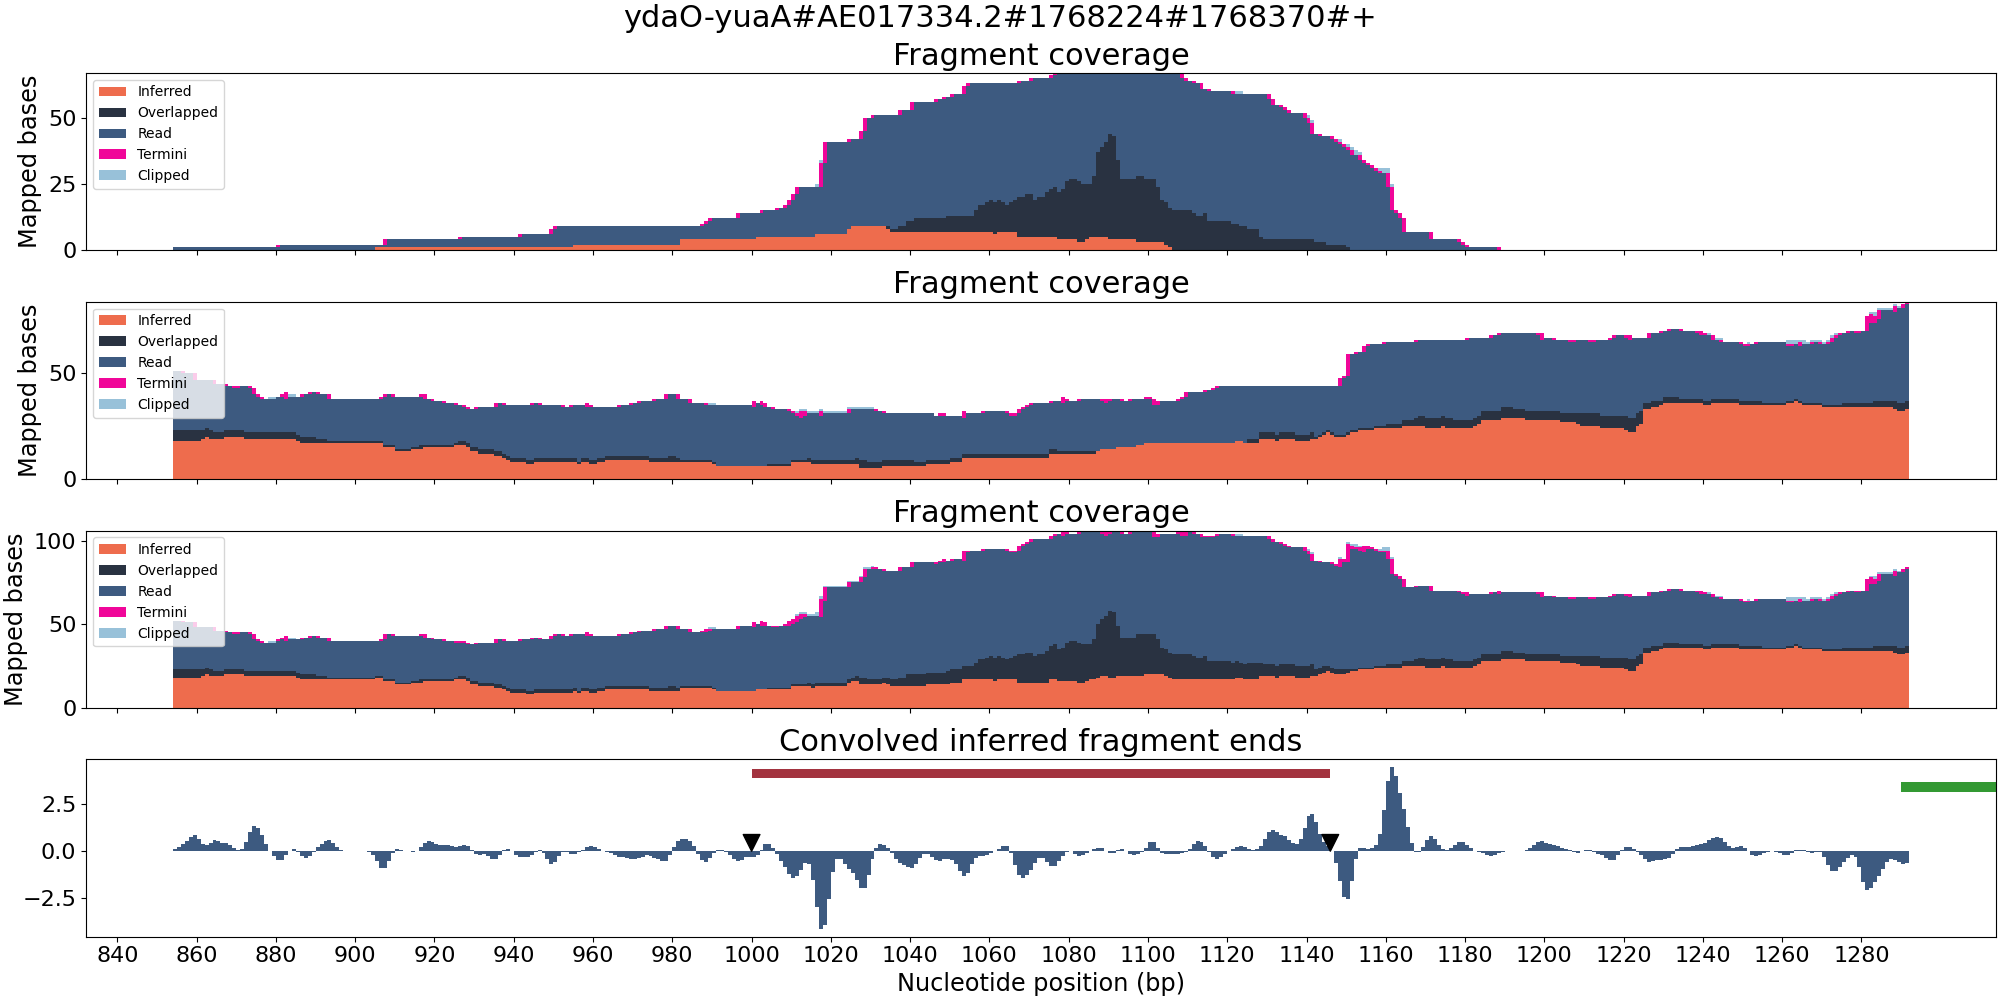 ydaO-yuaA#AE017334.2#1768224#1768370#+
Fragment coverage
Mapped bases
50
25
0
Inferred
Overlapped
Read
Termini
Clipped
Fragment coverage
Mapped bases
50
0
Inferred
Overlapped
Read
Termini
Clipped
Fragment coverage
Mapped bases
100
50
0
Inferred
Overlapped
Read
Termini
Clipped
Convolved inferred fragment ends
2.5
0.0
−2.5
840 860 880 900 920 940 960 980 1000 1020 1040 1060 1080 1100 1120 1140 1160 1180 1200 1220 1240 1260 1280
Nucleotide position (bp)